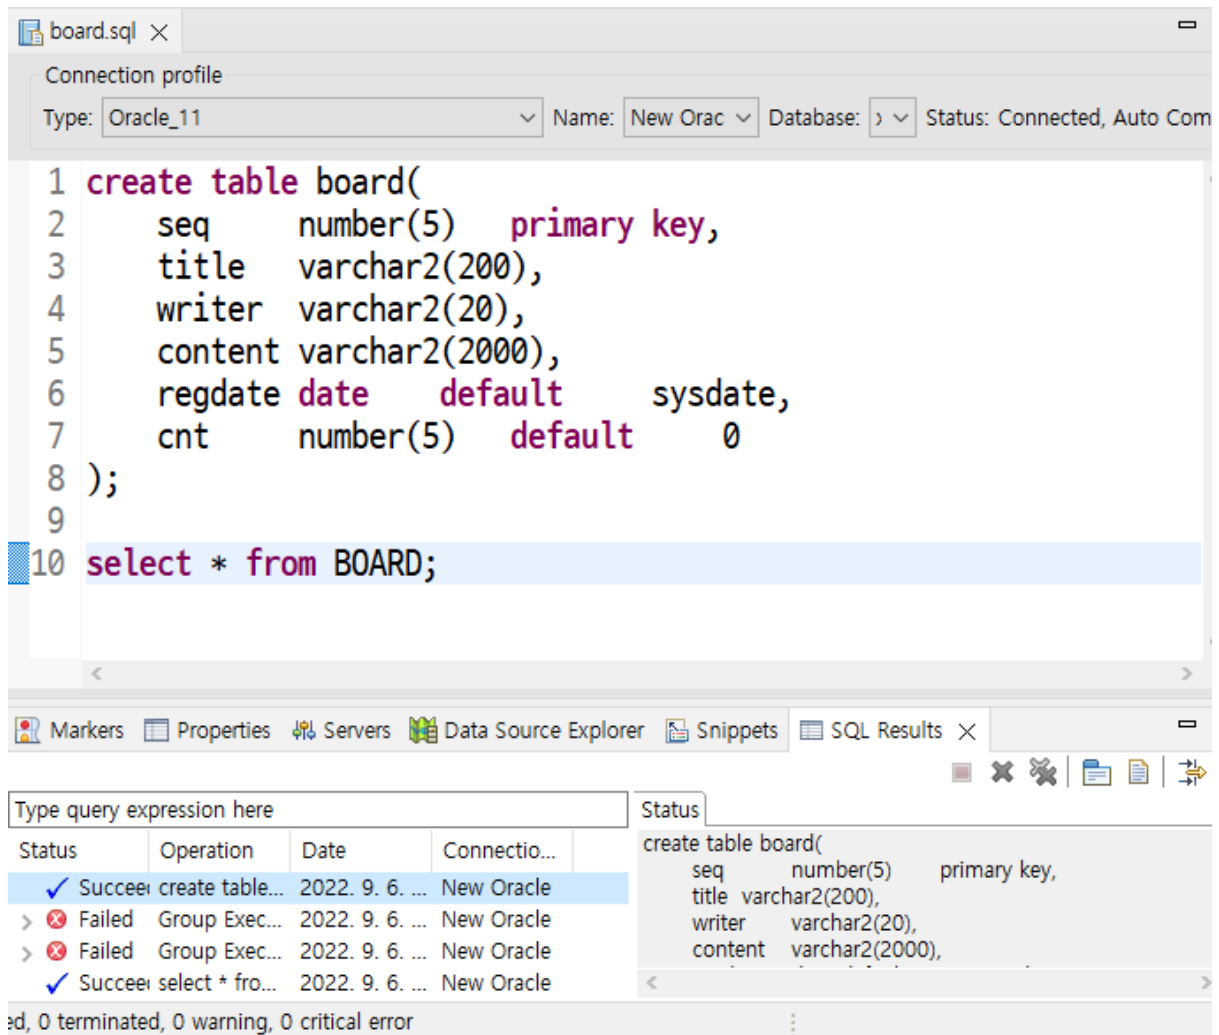 board.sql
Connection profile
Type: Oracle_11 Name: New Orac Database: Status: Connected, Auto Com
1 create table board(
2 seq number(5) primary key,
3 title varchar2(200),
4 writer varchar2(20),
5 content varchar2(2000),
6 regdate date default sysdate,
7 cnt number(5) default 0
8 );
9
10 select * from BOARD;
Markers Properties Servers Data Source Explorer Snippets SQL Results
Type query expression here
Status Operation Date Connectio...
Succee create table... 2022. 9. 6. ... New Oracle
Failed Group Exec... 2022. 9. 6. ... New Oracle
Failed Group Exec... 2022. 9. 6. ... New Oracle
Succee select * fro... 2022. 9. 6. ... New Oracle
Status
create table board(
seq number(5) primary key,
title varchar2(200),
writer varchar2(20),
content varchar2(2000),
ed, 0 terminated, 0 warning, 0 critical error